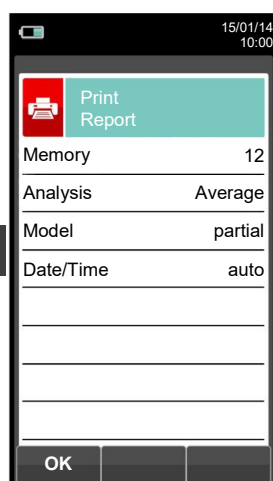 15/01/14
10:00
Print
Report
Memory 12
Analysis Average
Model partial
Date/Time auto
OK